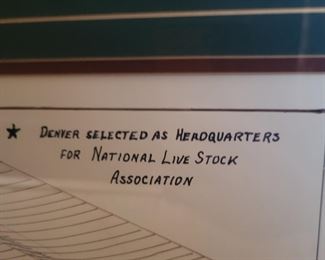 ★ Denver selected as Headquarters
for National Live Stock
Association